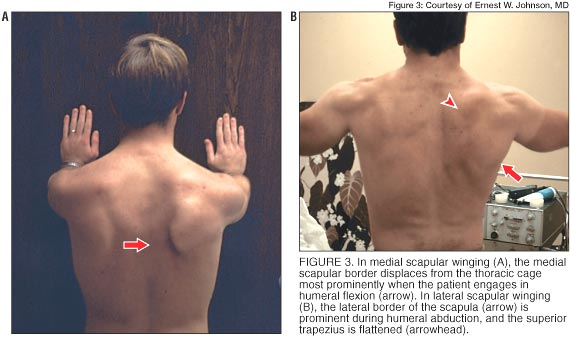 Figure 3: Courtesy of Ernest W. Johnson, MD
A
B
FIGURE 3. In medial scapular winging (A), the medial
scapular border displaces from the thoracic cage
most prominently when the patient engages in
humeral flexion (arrow). In lateral scapular winging
(B), the lateral border of the scapula (arrow) is
prominent during humeral abduction, and the superior
trapezius is flattened (arrowhead).